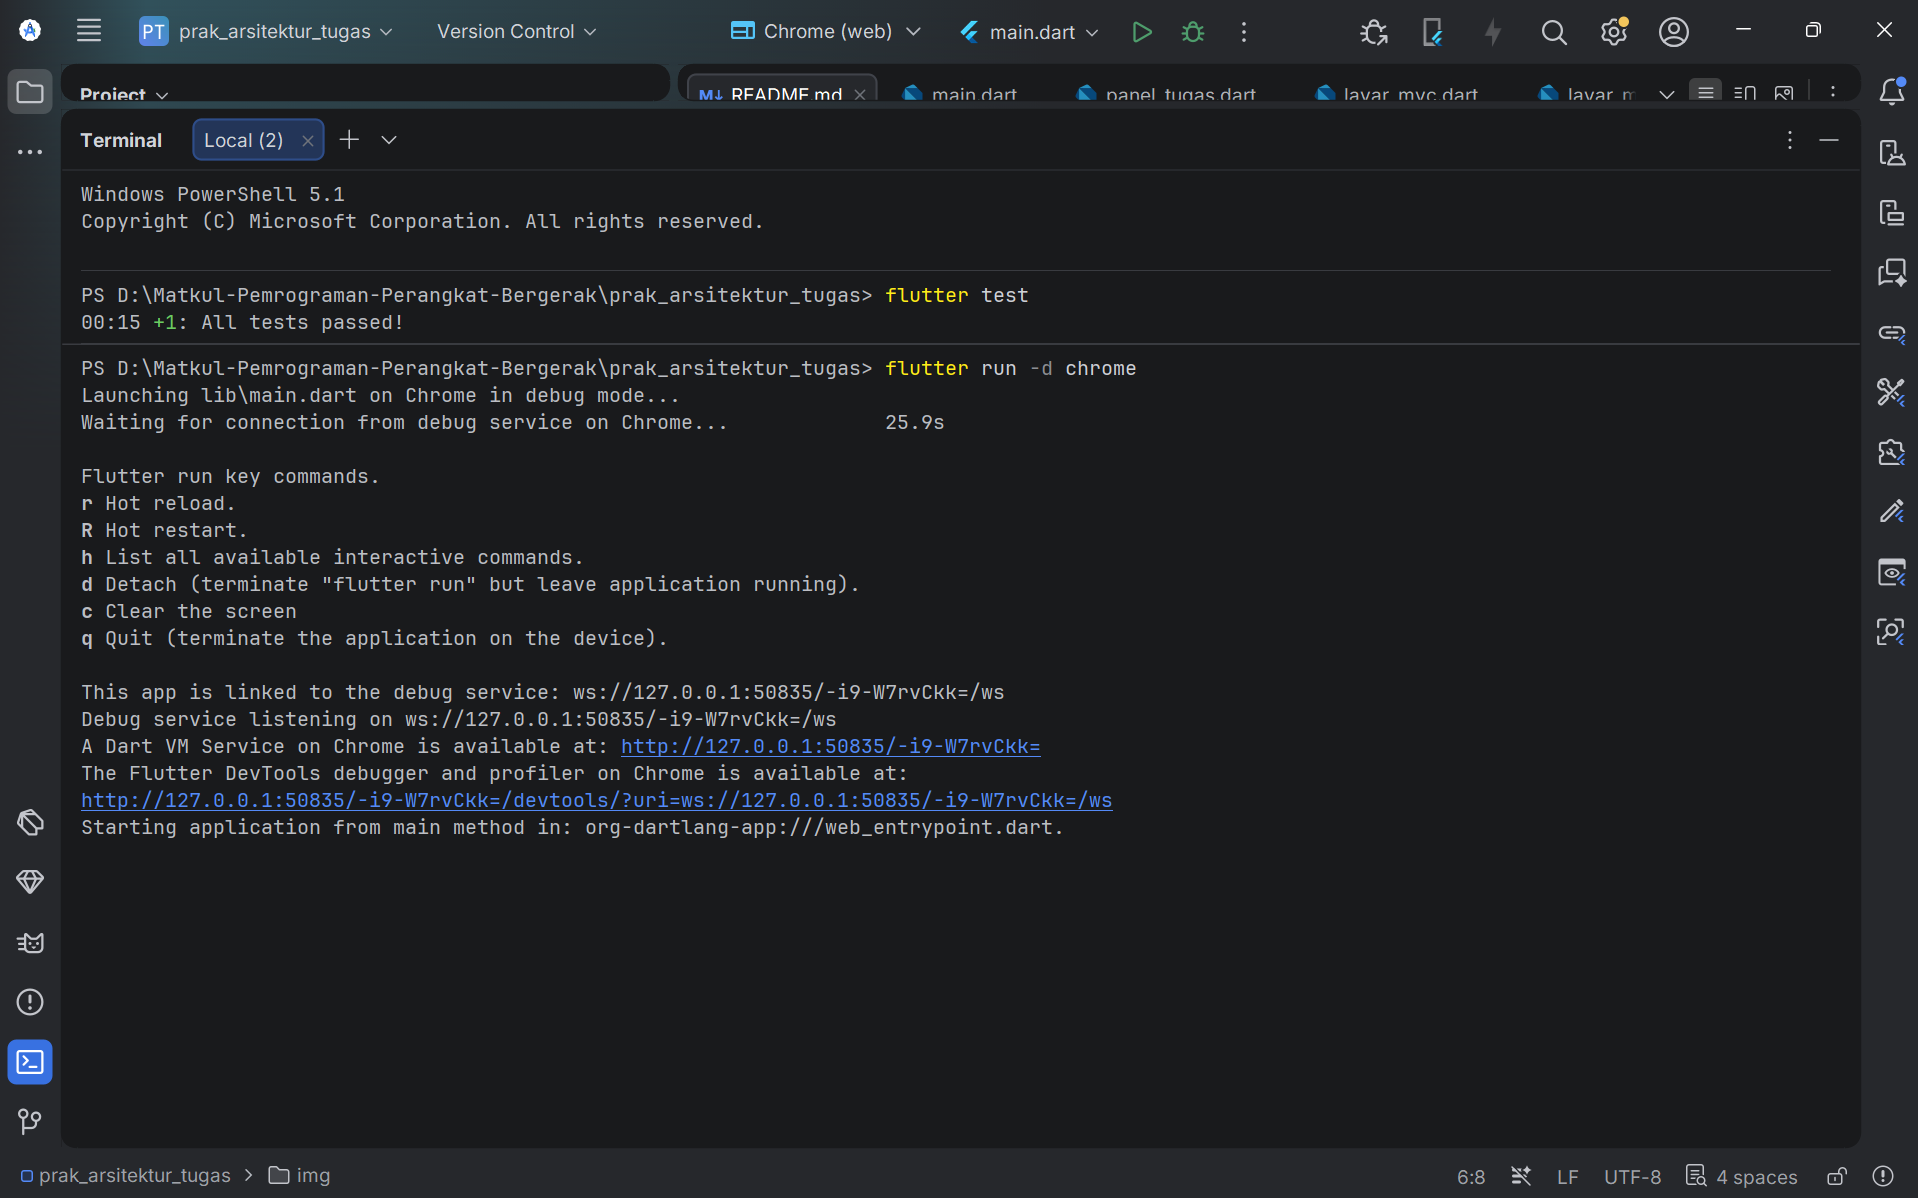 PT prak_arsitektur_tugas Version Control Chrome (web) main.dart
Project README.md main.dart panel_tugas.dart layar_mvc.dart layar_m
Terminal Local (2)
Windows PowerShell 5.1
Copyright (C) Microsoft Corporation. All rights reserved.
PS D:\Matkul-Pemrograman-Perangkat-Bergerak\prak_arsitektur_tugas> flutter test
00:15 +1: All tests passed!
PS D:\Matkul-Pemrograman-Perangkat-Bergerak\prak_arsitektur_tugas> flutter run -d chrome
Launching lib\main.dart on Chrome in debug mode...
Waiting for connection from debug service on Chrome... 25.9s
Flutter run key commands.
r Hot reload.
R Hot restart.
h List all available interactive commands.
d Detach (terminate "flutter run" but leave application running).
c Clear the screen
q Quit (terminate the application on the device).
This app is linked to the debug service: ws://127.0.0.1:50835/-i9-W7rvCkk=/ws
Debug service listening on ws://127.0.0.1:50835/-i9-W7rvCkk=/ws
A Dart VM Service on Chrome is available at: http://127.0.0.1:50835/-i9-W7rvCkk=
The Flutter DevTools debugger and profiler on Chrome is available at:
http://127.0.0.1:50835/-i9-W7rvCkk=/devtools/?uri=ws://127.0.0.1:50835/-i9-W7rvCkk=/ws
Starting application from main method in: org-dartlang-app:///web_entrypoint.dart.
prak_arsitektur_tugas > img 6:8 LF UTF-8 4 spaces